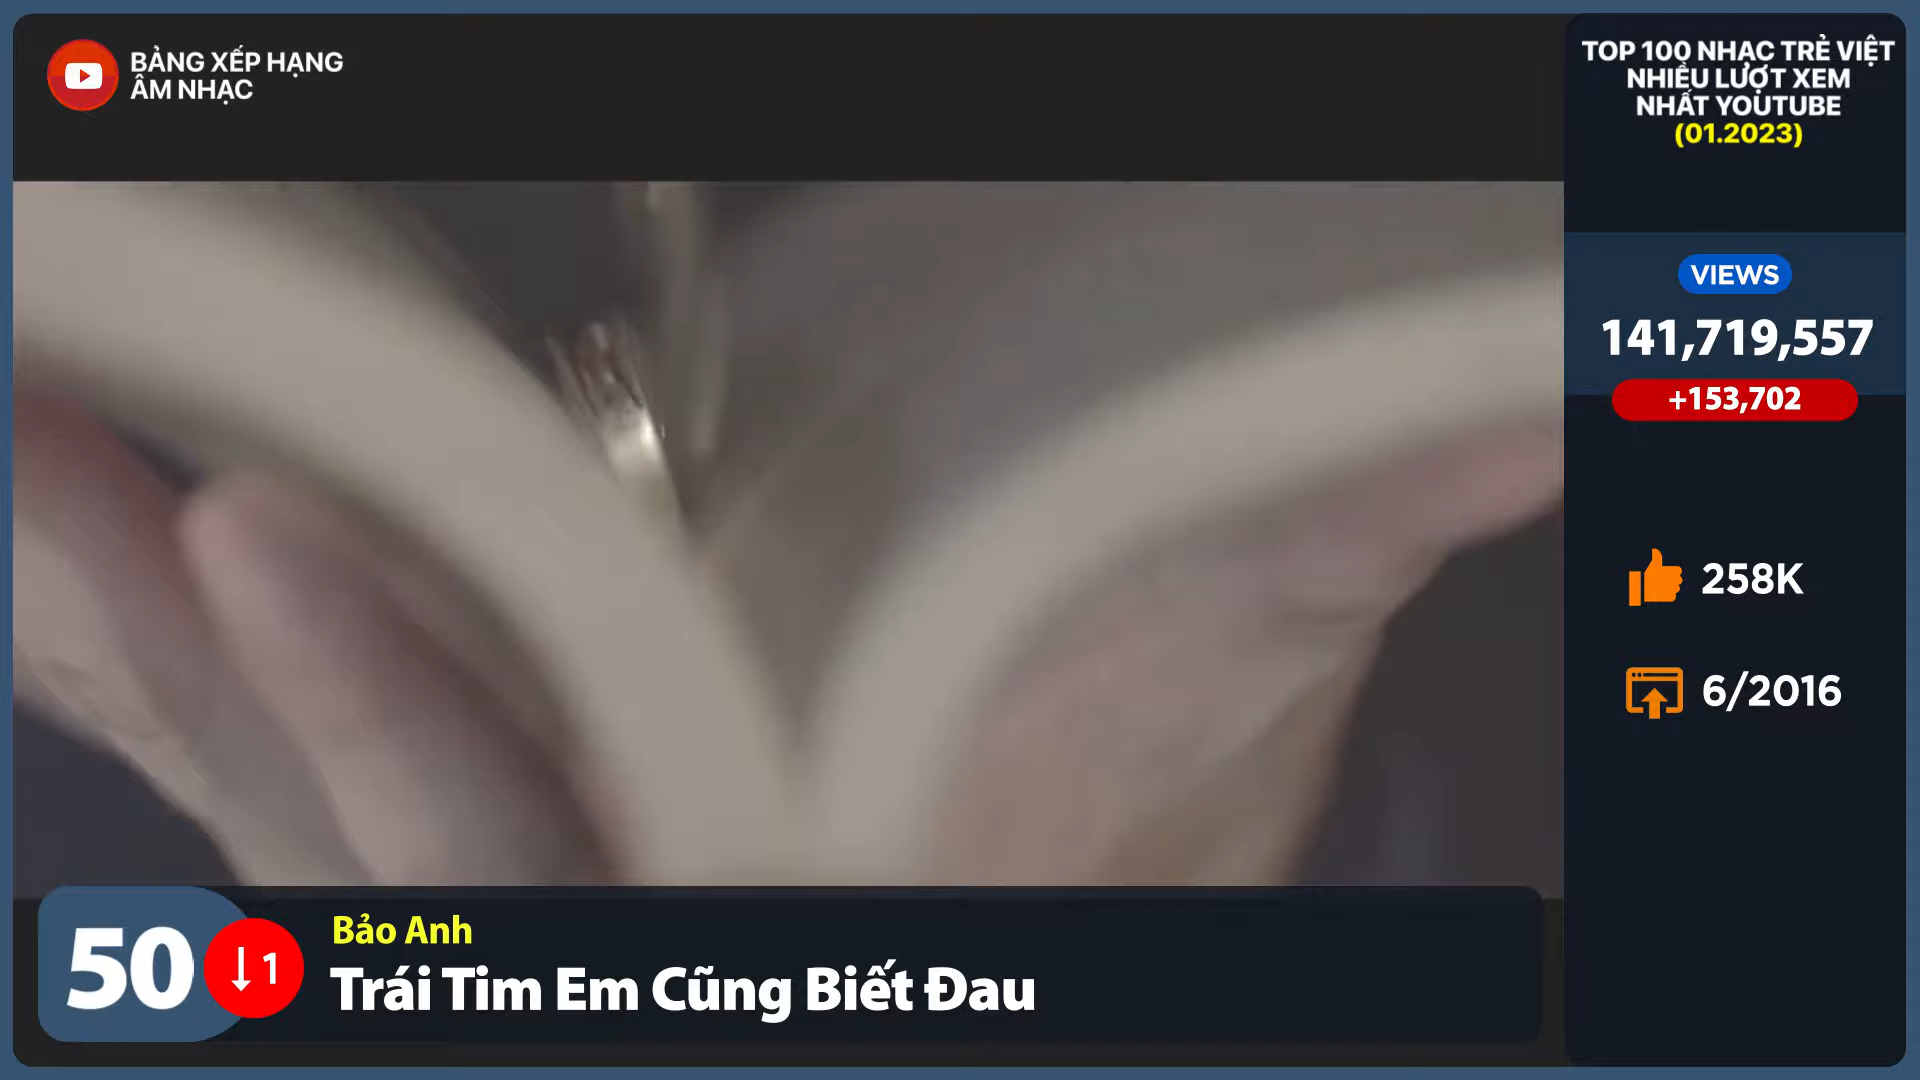 BẢNG XẾP HẠNG
ÂM NHẠC
TOP 100 NHẠC TRẺ VIỆT
NHIỀU LƯỢT XEM
NHẤT YOUTUBE
(01.2023)
VIEWS
141,719,557
+153,702
258K
6/2016
50
↓1
Bảo Anh
Trái Tim Em Cũng Biết Đau